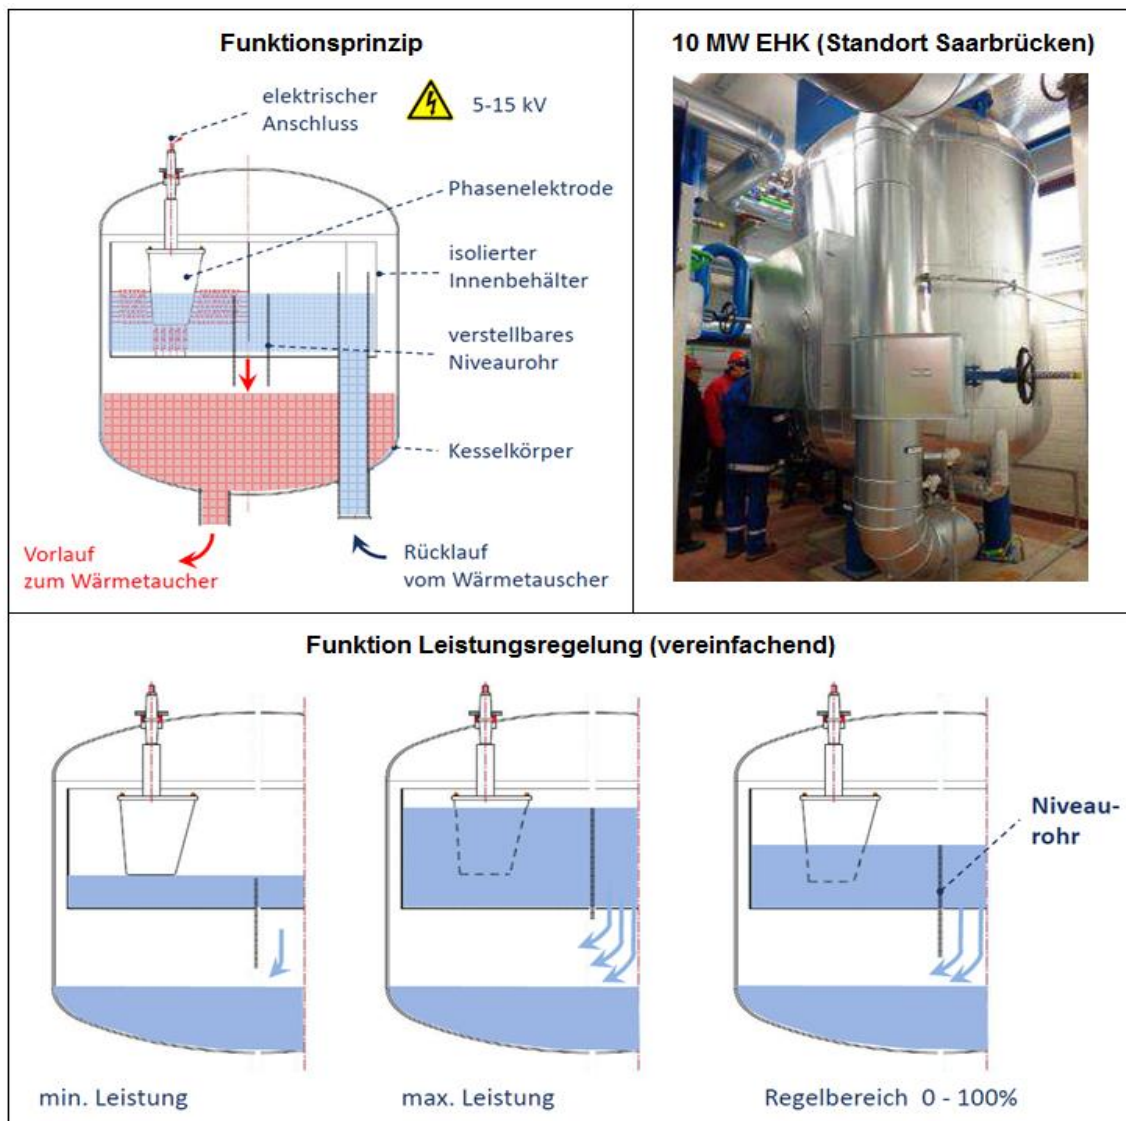 Funktionsprinzip
elektrischer
Anschluss
5-15 kV
Phasenelektrode
isolierter
Innenbehälter
verstellbares
Niveaurohr
Kesselkörper
Vorlauf
zum Wärmetaucher
Rücklauf
vom Wärmetauscher
10 MW EHK (Standort Saarbrücken)
Funktion Leistungsregelung (vereinfachend)
Niveau-
rohr
min. Leistung
max. Leistung
Regelbereich 0 - 100%